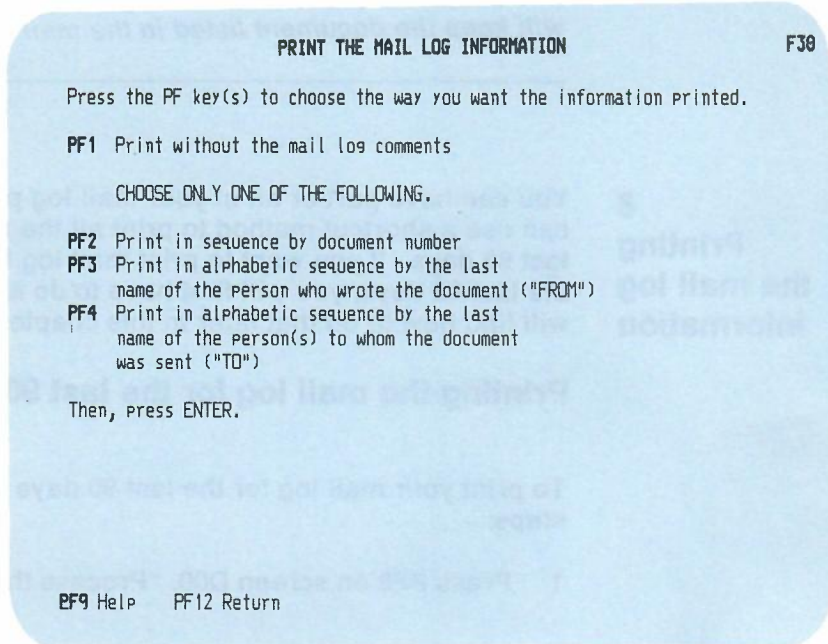 PRINT THE MAIL LOG INFORMATION F30
Press the PF key(s) to choose the way you want the information printed.
PF1 Print without the mail log comments
CHOOSE ONLY ONE OF THE FOLLOWING.
PF2 Print in sequence by document number
PF3 Print in alphabetic sequence by the last
name of the person who wrote the document ("FROM")
PF4 Print in alphabetic sequence by the last
name of the person(s) to whom the document
was sent ("TO")
Then, press ENTER.
PF9 Help PF12 Return